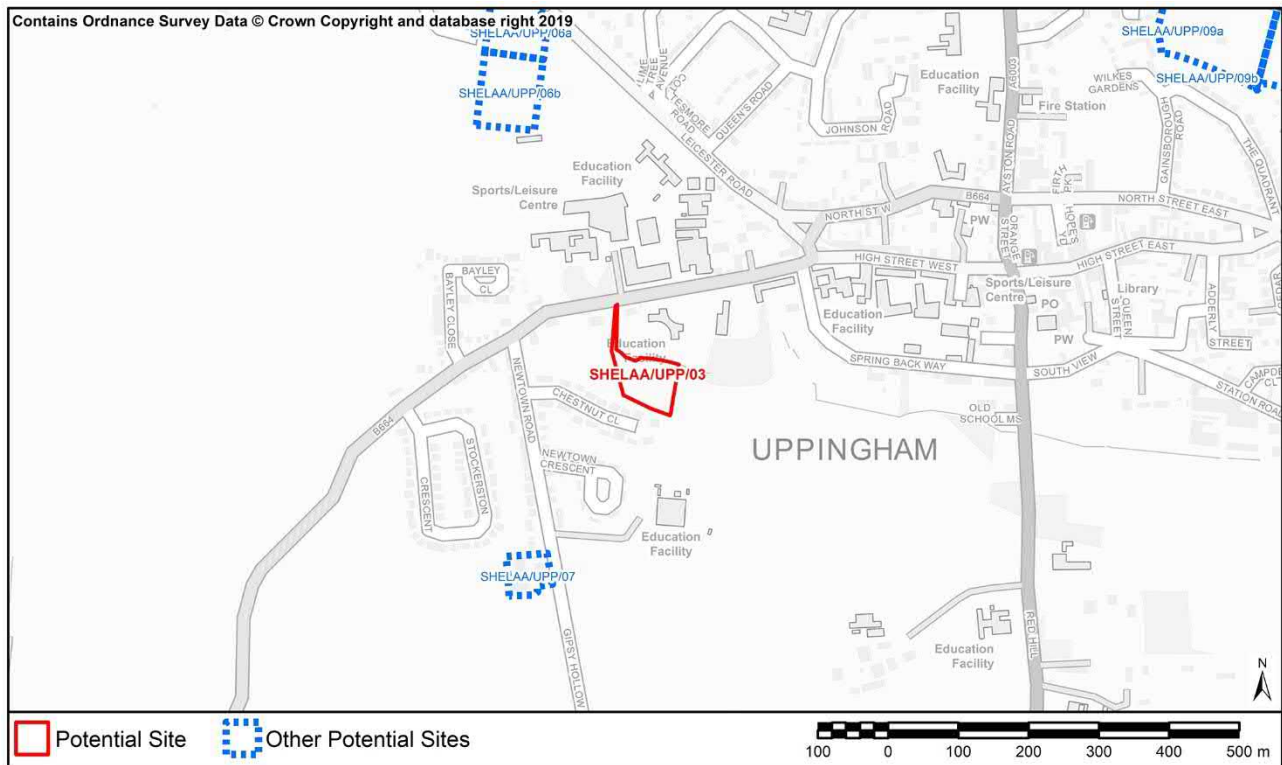 Contains Ordnance Survey Data © Crown Copyright and database right 2019
SHELAA/UPP/06a
SHELAA/UPP/06b
SHELAA/UPP/09a
SHELAA/UPP/09b
LIME
TREE
AVENUE
COTTESMORE
ROAD
QUEEN'S ROAD
LEICESTER ROAD
JOHNSON
ROAD
Education
Facility
A6003
AYSTON ROAD
Fire Station
WILKES
GARDENS
GAINSBOROUGH
ROAD
THE QUADRANT
Education
Facility
Sports/Leisure
Centre
NORTH ST W
B664
PW
ORANGE
STREET
FIRTH
PK
HOPE'S
YD
NORTH STREET EAST
HIGH STREET WEST
HIGH STREET EAST
BAYLEY
CL
BAYLEY CLOSE
Education
Facility
SHELAA/UPP/03
Education
Facility
Sports/Leisure
Centre
PO
PW
Library
QUEEN
STREET
ADDERLY
STREET
SPRING BACK WAY
SOUTH VIEW
STATION ROAD
CL
B664
NEWTOWN ROAD
CHESTNUT CL
OLD
SCHOOL MS
UPPINGHAM
STOCKERSTON
CRESCENT
NEWTOWN
CRESCENT
Education
Facility
SHELAA/UPP/07
GIPSY HOLLOW
Education
Facility
RED HILL
N
Potential Site
Other Potential Sites
100 0 100 200 300 400 500 m